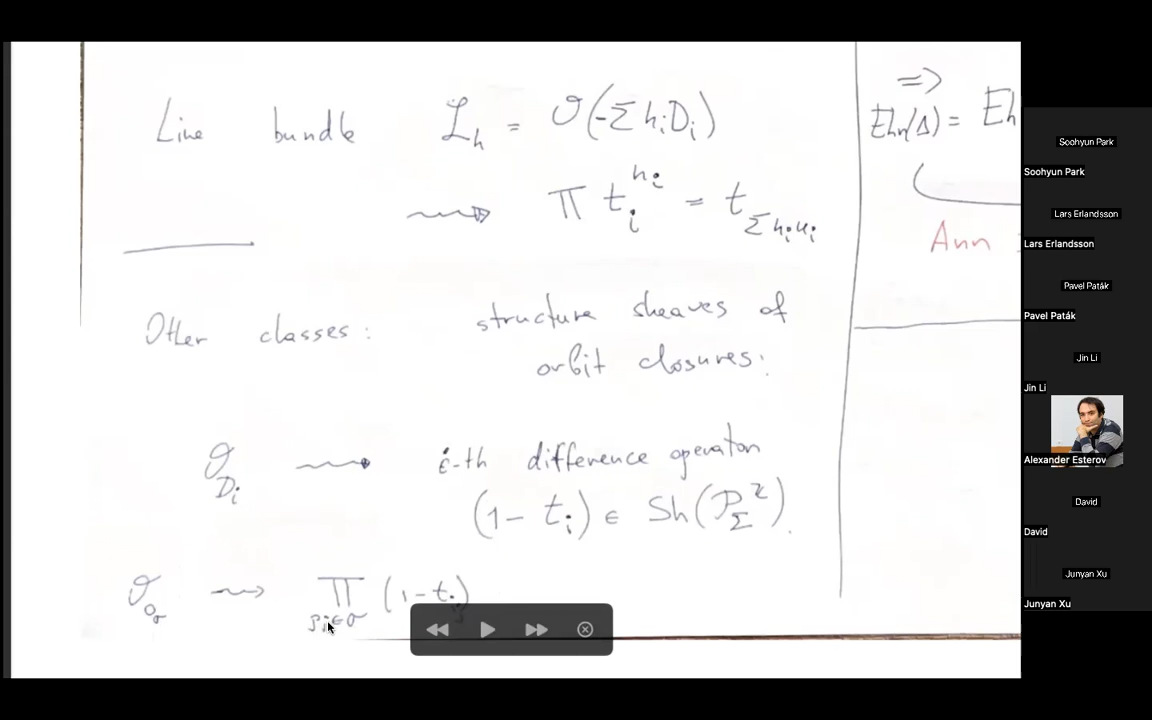 Line bundle 𝓛_h = 𝒪(-Σ h_i D_i)
⟿ Π t_i^{h_i} = t_{Σ h_i u_i}
Other classes: structure sheaves of
orbit closures:
𝒪_{D_i} ⟿ i-th difference operator
(1 - t_i) ∈ Sh(𝒫_Σ^ℤ).
𝒪_{O_σ} ⟿ Π_{ρ_i∈σ} (1-t_i)
=>
Ehr(Δ) = Eh
Ann
Soohyun Park
Soohyun Park
Lars Erlandsson
Lars Erlandsson
Pavel Paták
Pavel Paták
Jin Li
Jin Li
Alexander Esterov
David
David
Junyan Xu
Junyan Xu